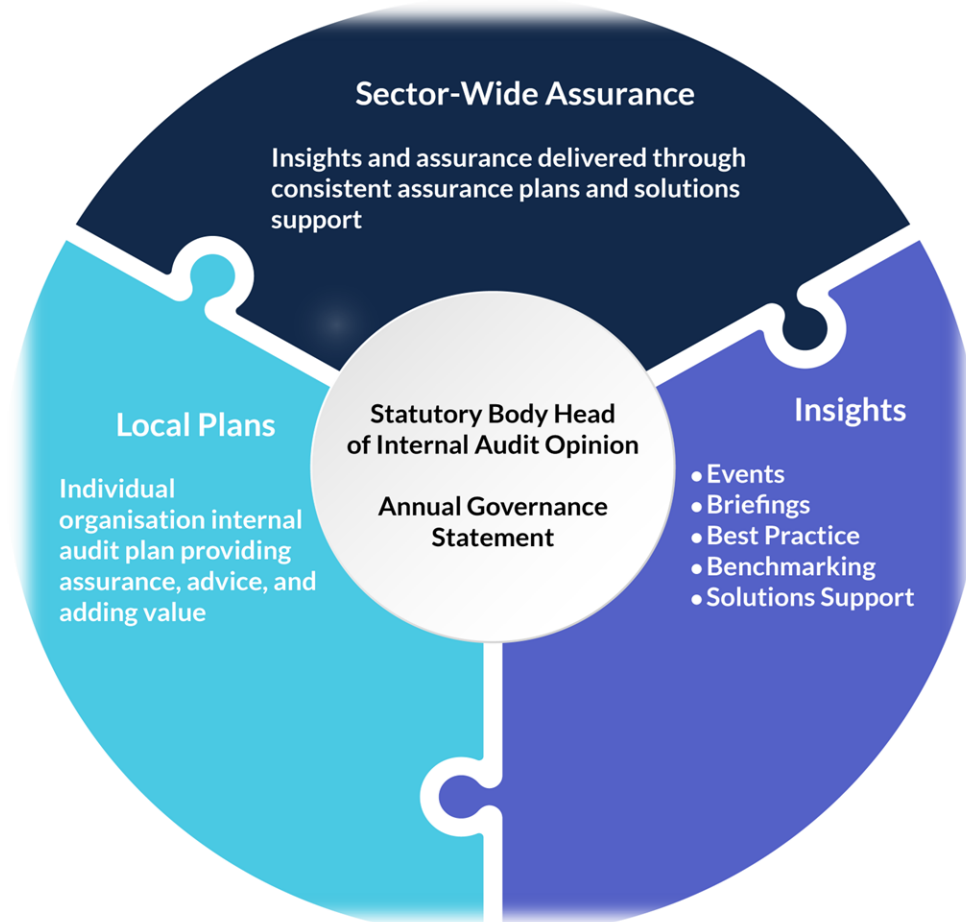 Sector-Wide Assurance
Insights and assurance delivered through
consistent assurance plans and solutions
support
Local Plans
Individual
organisation internal
audit plan providing
assurance, advice, and
adding value
Statutory Body Head
of Internal Audit Opinion
Annual Governance
Statement
Insights
• Events
• Briefings
• Best Practice
• Benchmarking
• Solutions Support